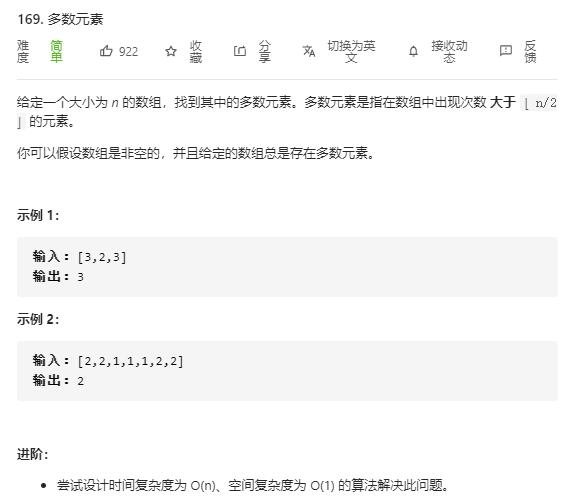 169. 多数元素
难度 简单 922 收藏 分享 切换为英文 接收动态 反馈
给定一个大小为 n 的数组，找到其中的多数元素。多数元素是指在数组中出现次数 大于 ⌊ n/2
⌋ 的元素。
你可以假设数组是非空的，并且给定的数组总是存在多数元素。
示例 1：
输入：[3,2,3]
输出：3
示例 2：
输入：[2,2,1,1,1,2,2]
输出：2
进阶：
• 尝试设计时间复杂度为 O(n)、空间复杂度为 O(1) 的算法解决此问题。